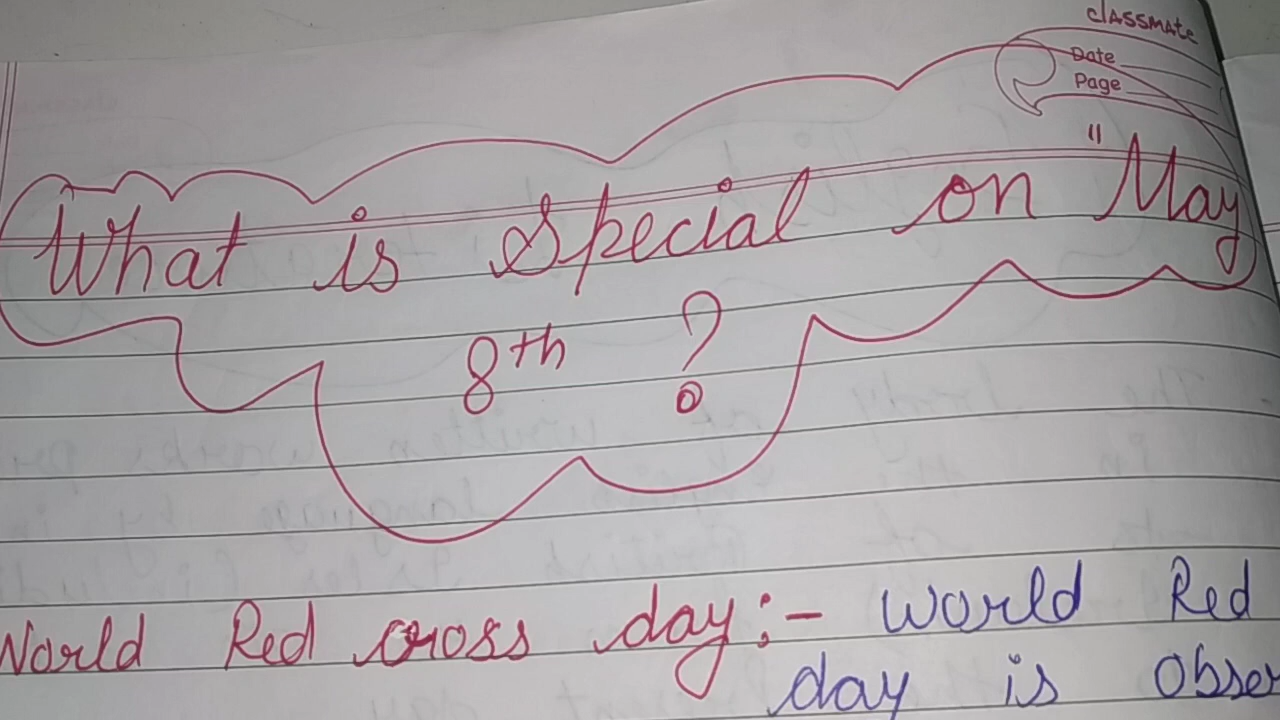 classmate
Date
Page
What is Special on "May
8th ?
World Red cross day:- World Red
day is